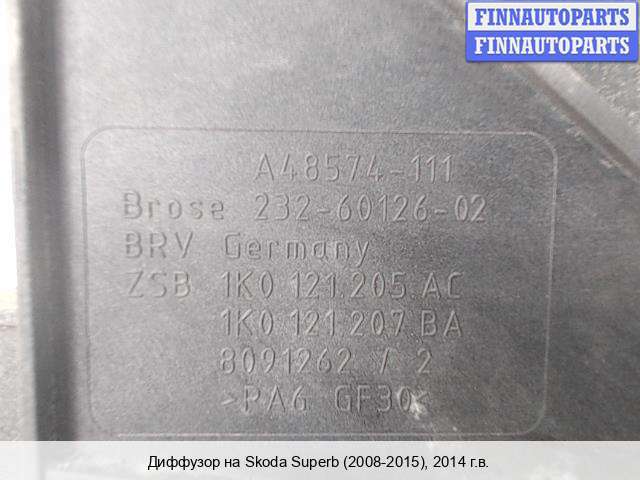 FINNAUTOPARTS
FINNAUTOPARTS
A48574-111
Brose 232-60126-02
BRV Germany
ZSB 1K0.121.205.AC
1K0.121.207.BA
8091262 / 2
>PA6 GF30<
Диффузор на Skoda Superb (2008-2015), 2014 г.в.